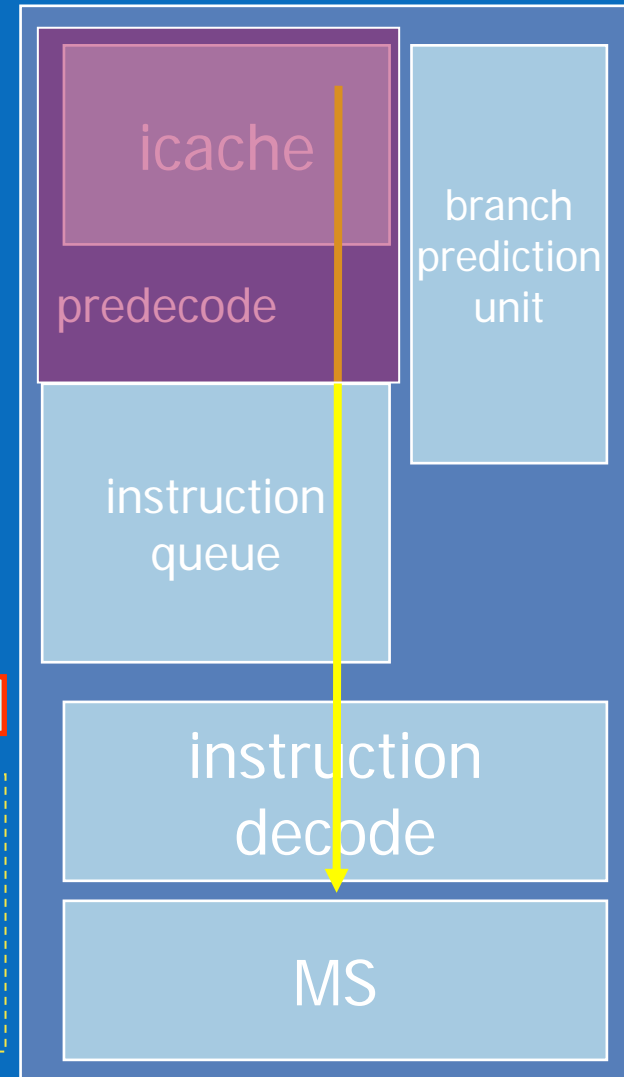 icache
predecode
branch
prediction
unit
instruction
queue
instruction
decode
MS